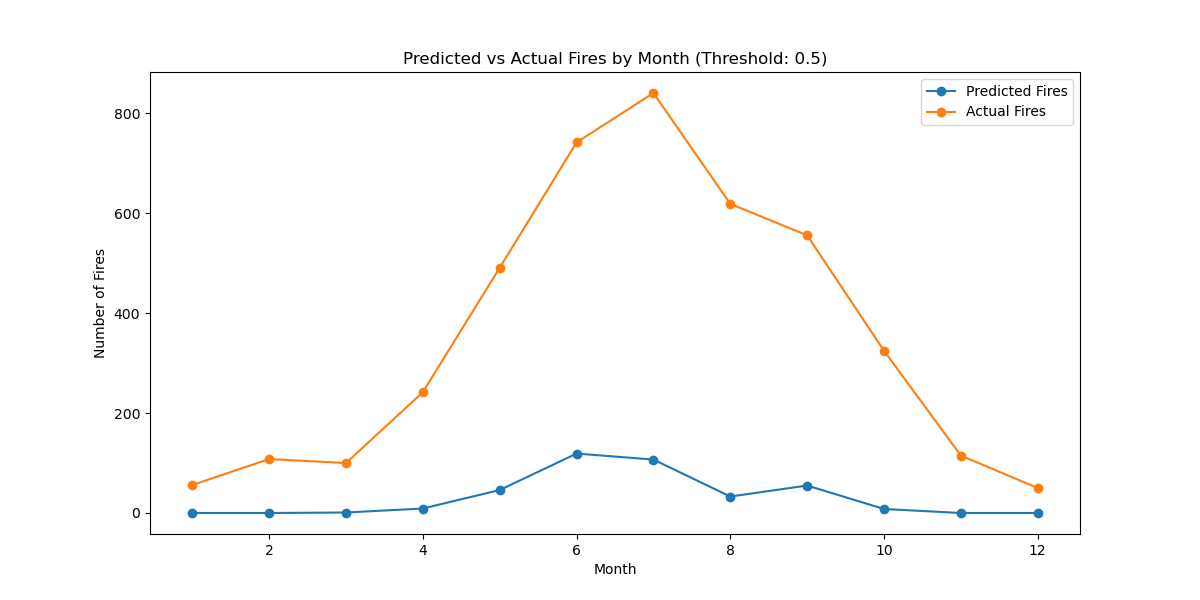 Predicted vs Actual Fires by Month (Threshold: 0.5)
Predicted Fires
Actual Fires
Number of Fires
800
600
400
200
0
2 4 6 8 10 12
Month